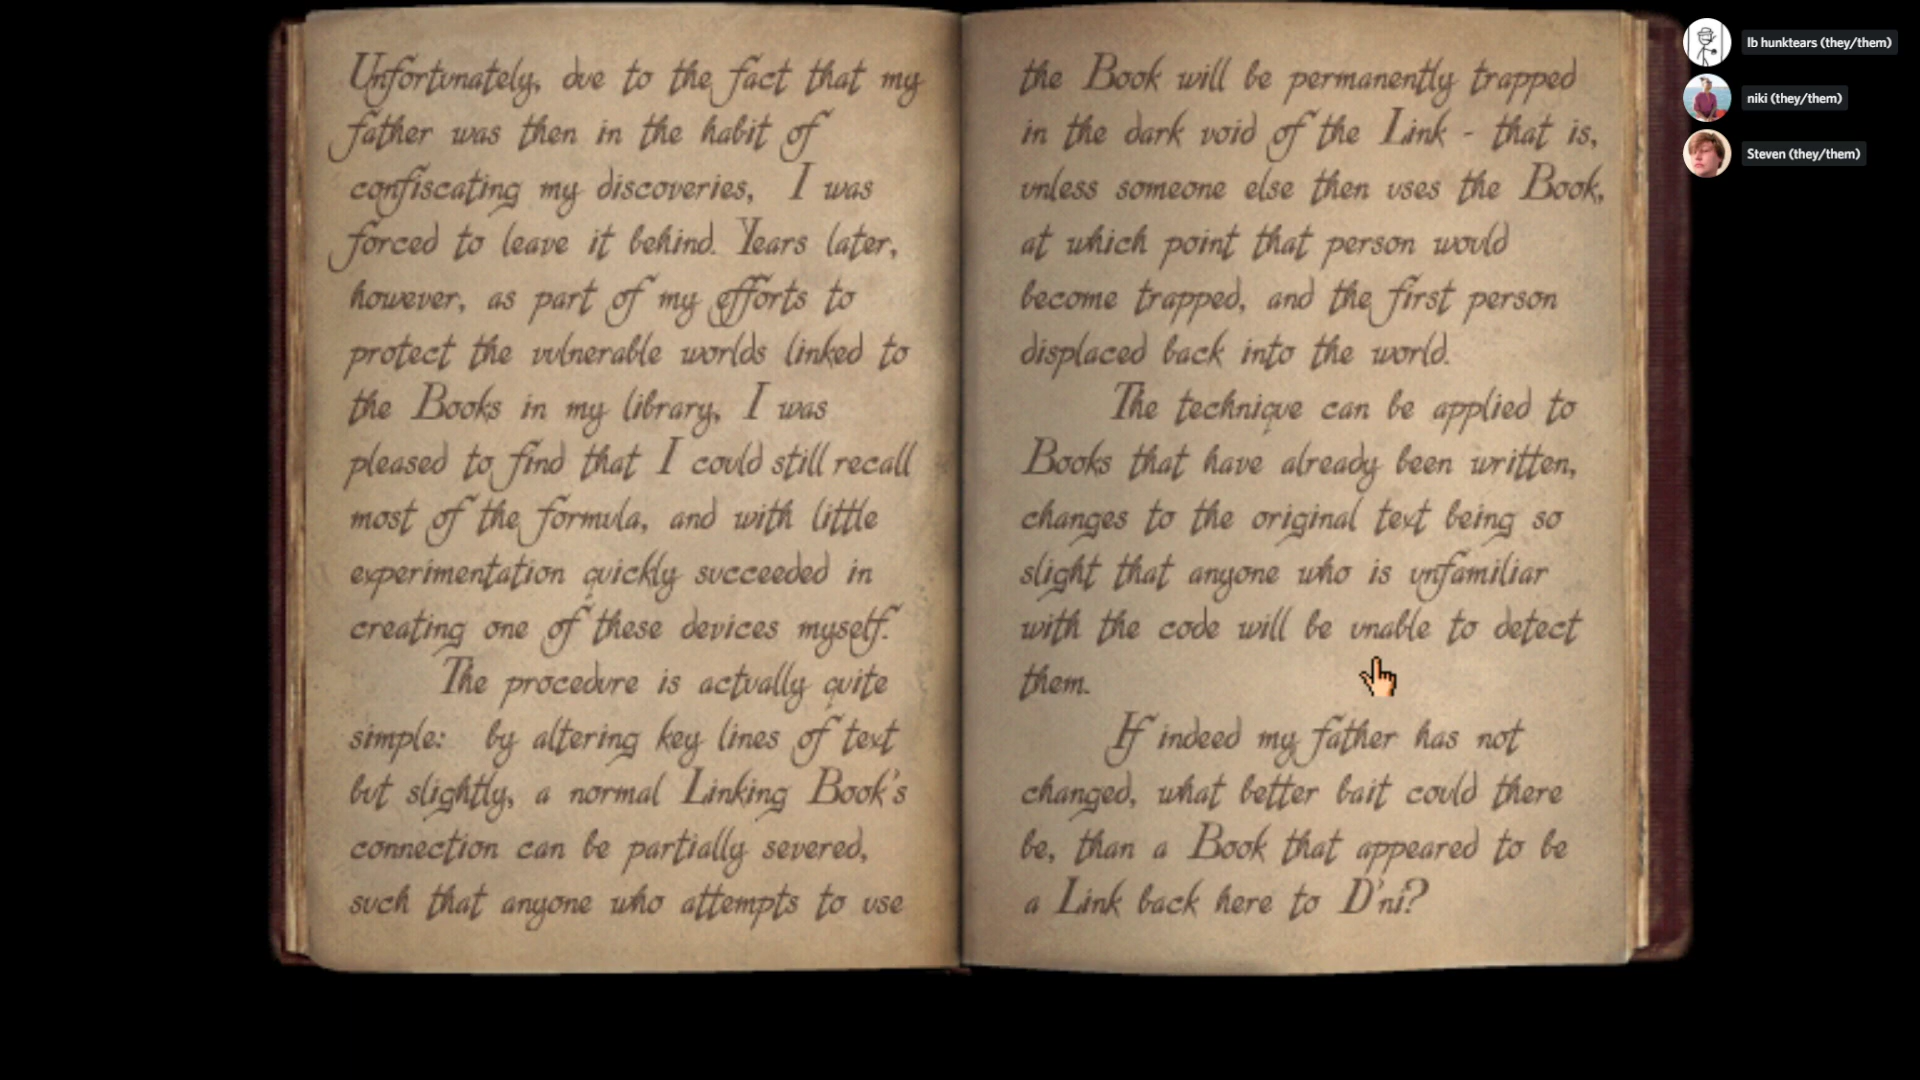 Unfortunately, due to the fact that my
father was then in the habit of
confiscating my discoveries, I was
forced to leave it behind. Years later,
however, as part of my efforts to
protect the vulnerable worlds linked to
the Books in my library, I was
pleased to find that I could still recall
most of the formula, and with little
experimentation quickly succeeded in
creating one of these devices myself.
The procedure is actually quite
simple: by altering key lines of text
but slightly, a normal Linking Book's
connection can be partially severed,
such that anyone who attempts to use
the Book will be permanently trapped
in the dark void of the Link - that is,
unless someone else then uses the Book,
at which point that person would
become trapped, and the first person
displaced back into the world.
The technique can be applied to
Books that have already been written,
changes to the original text being so
slight that anyone who is unfamiliar
with the code will be unable to detect
them.
If indeed my father has not
changed, what better bait could there
be, than a Book that appeared to be
a Link back here to D'ni?
lb hunktears (they/them)
niki (they/them)
Steven (they/them)